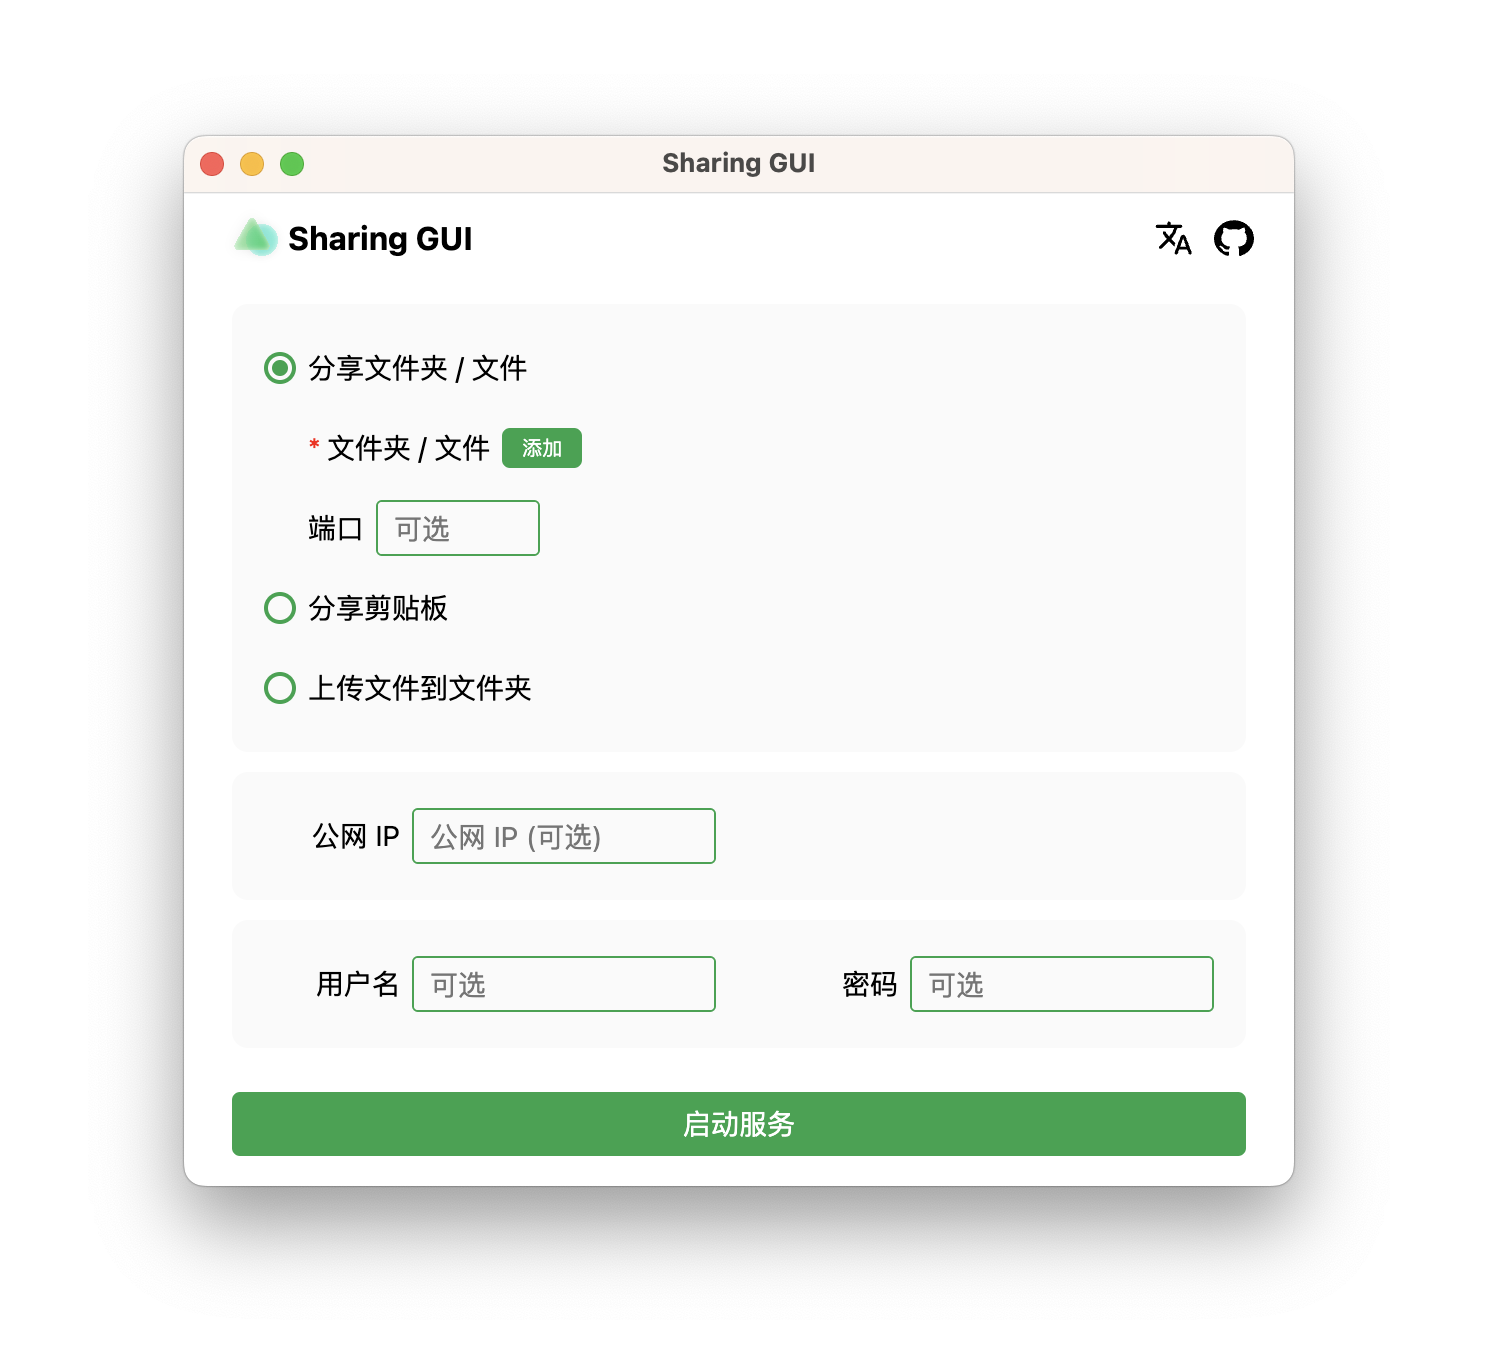 Sharing GUI
Sharing GUI
分享文件夹 / 文件
* 文件夹 / 文件 添加
端口 可选
分享剪贴板
上传文件到文件夹
公网 IP 公网 IP (可选)
用户名 可选 密码 可选
启动服务